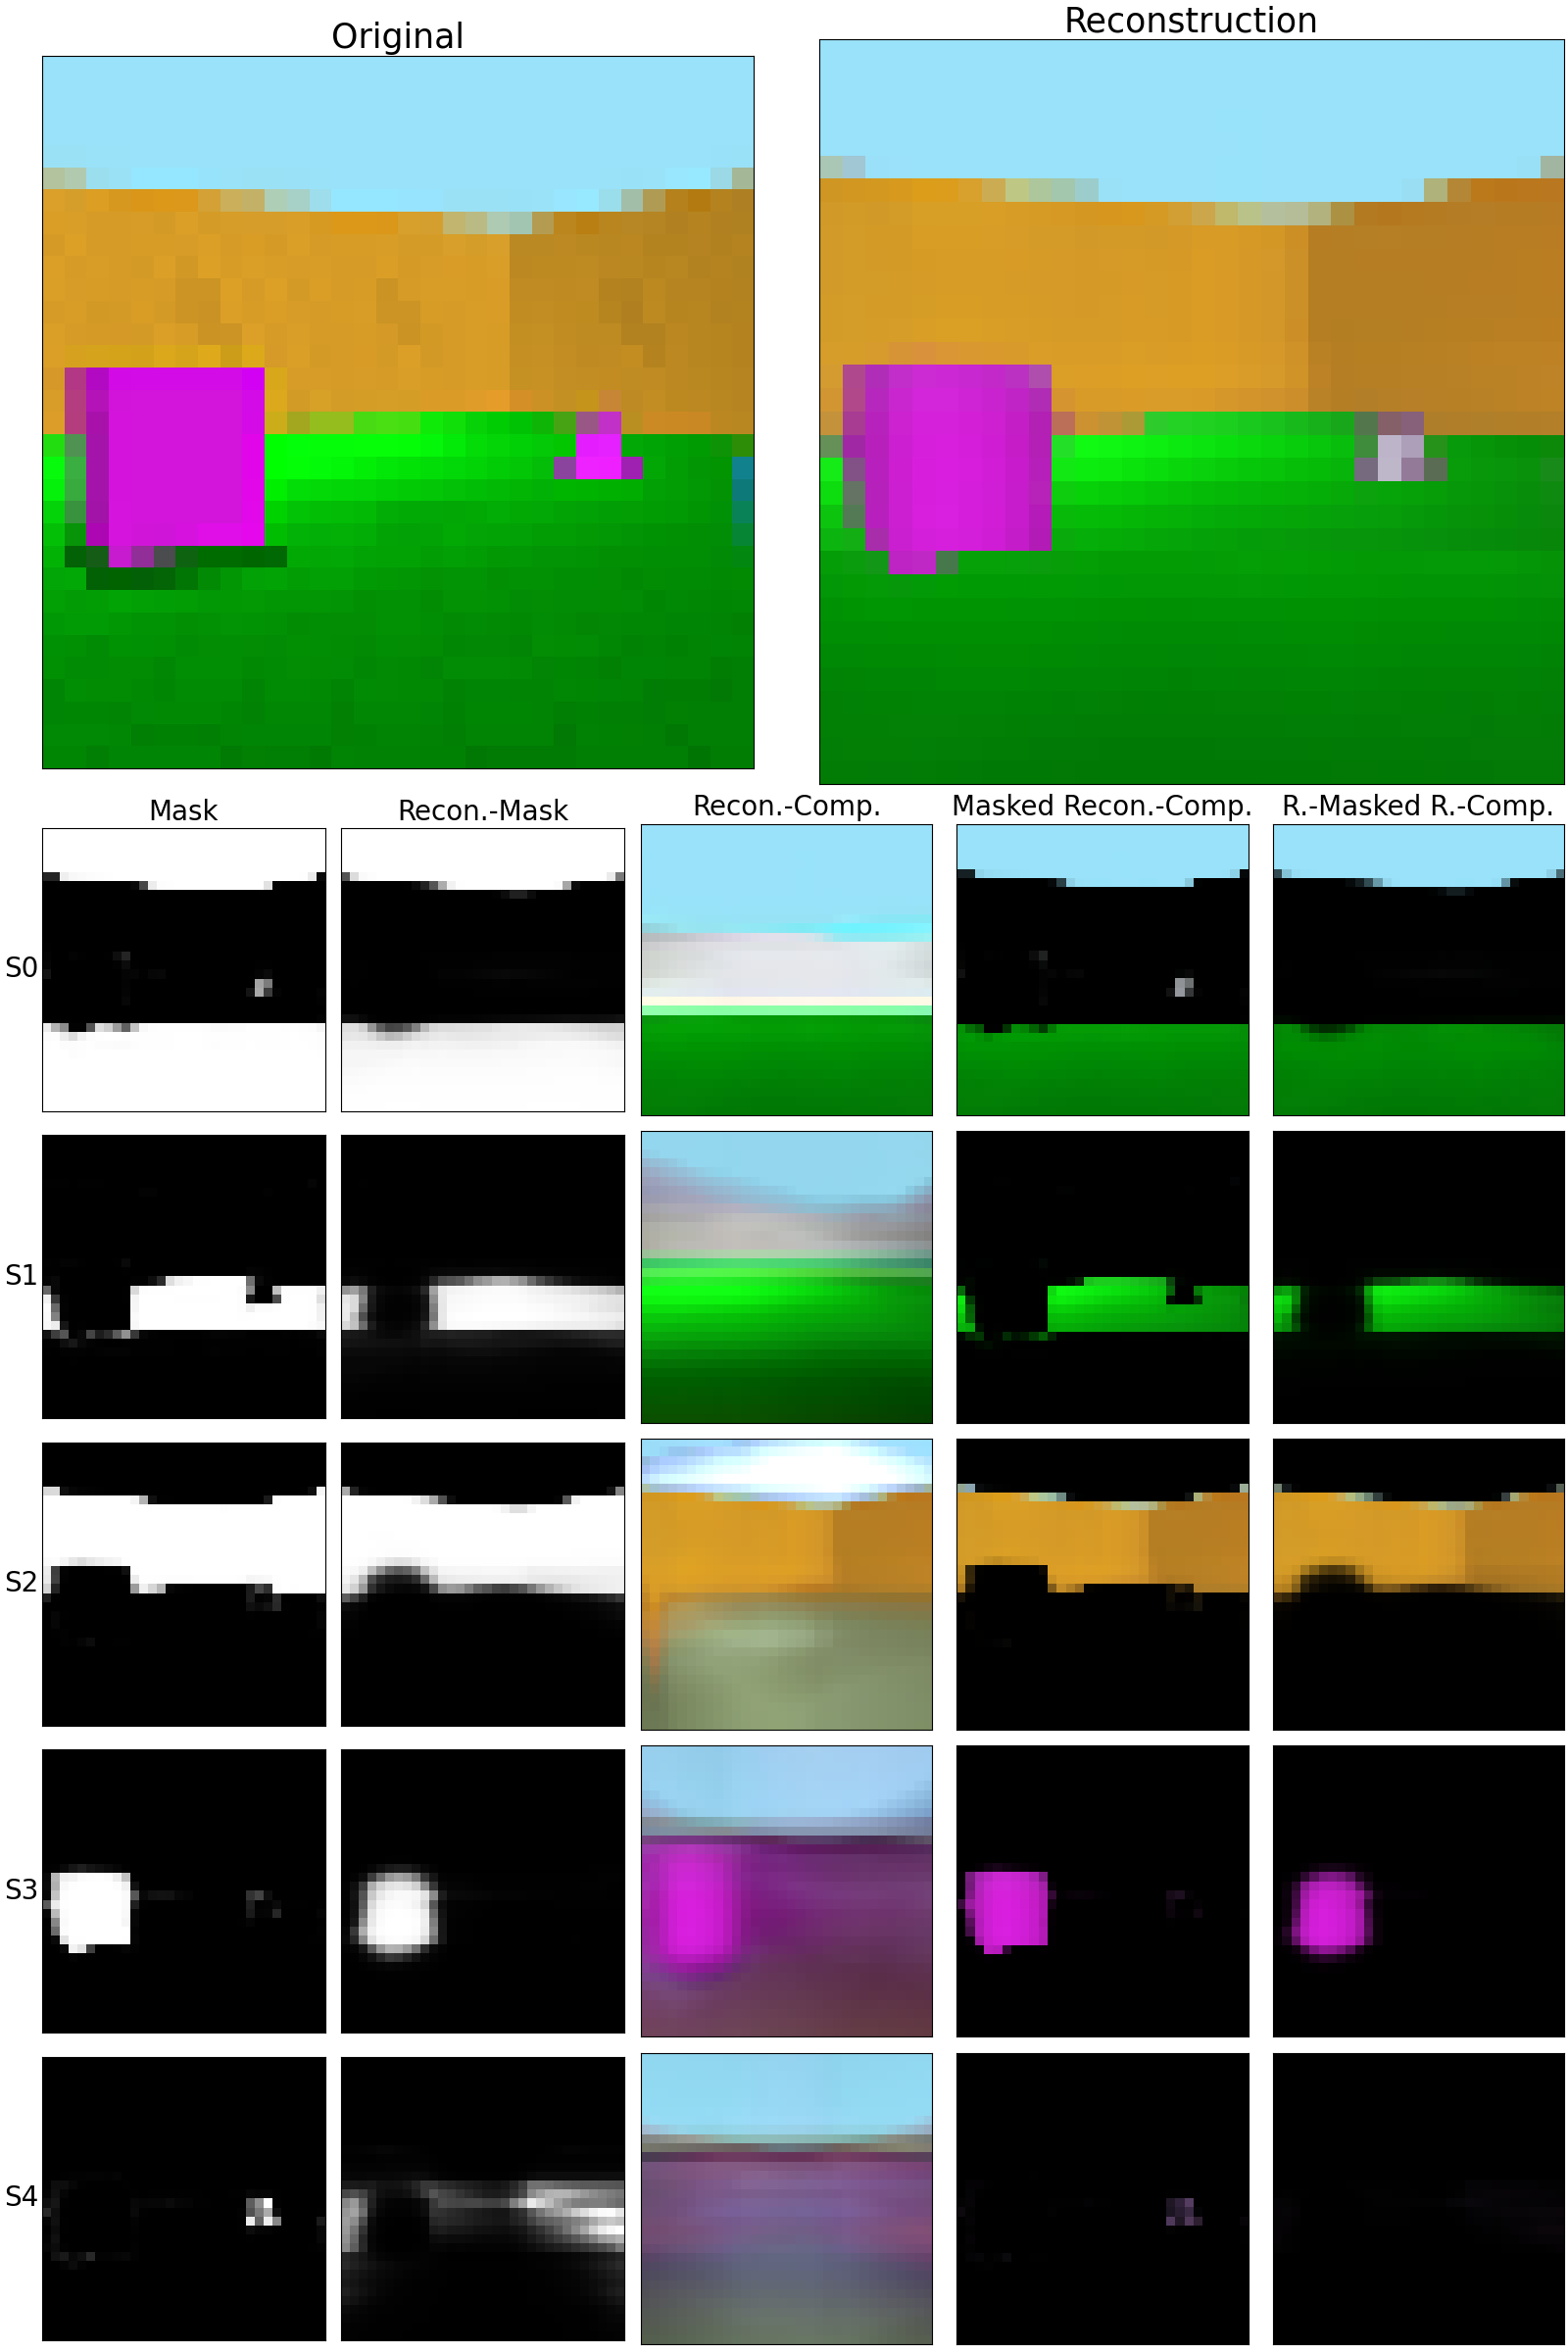 Original
Reconstruction
Mask
Recon.-Mask
Recon.-Comp.
Masked Recon.-Comp.
R.-Masked R.-Comp.
S0
S1
S2
S3
S4